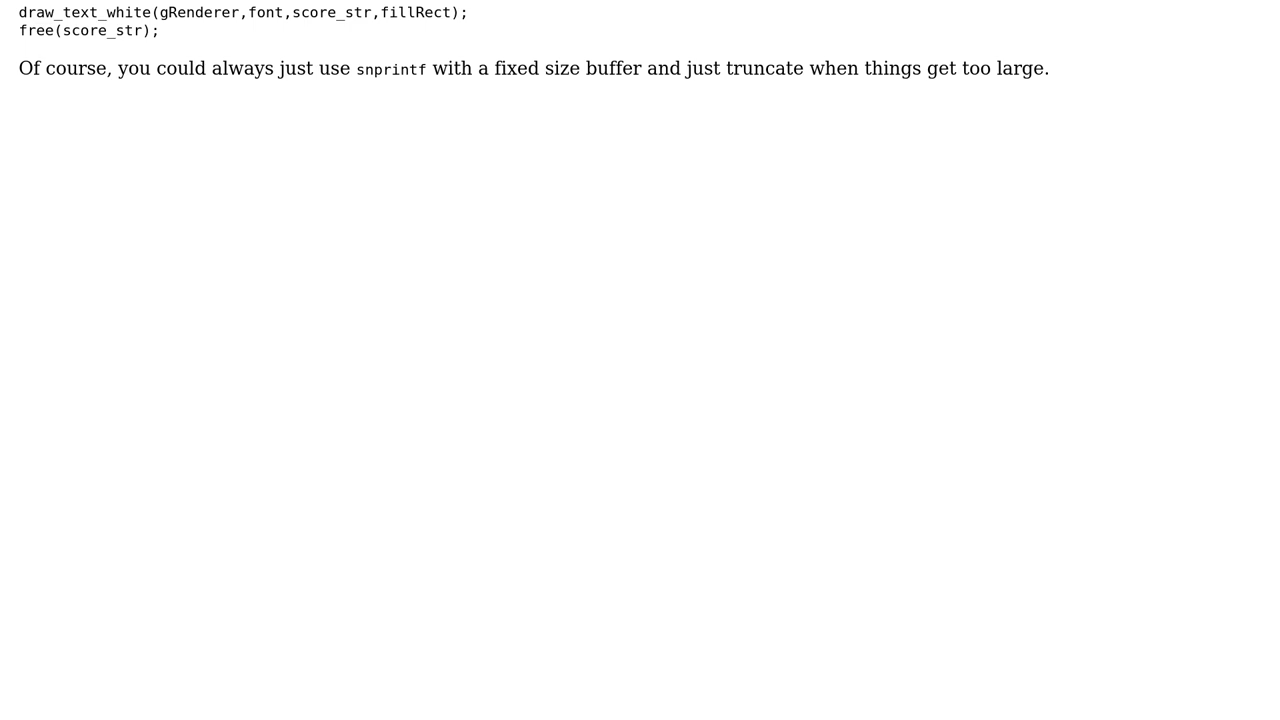 draw_text_white(gRenderer,font,score_str,fillRect);
free(score_str);
Of course, you could always just use snprintf with a fixed size buffer and just truncate when things get too large.